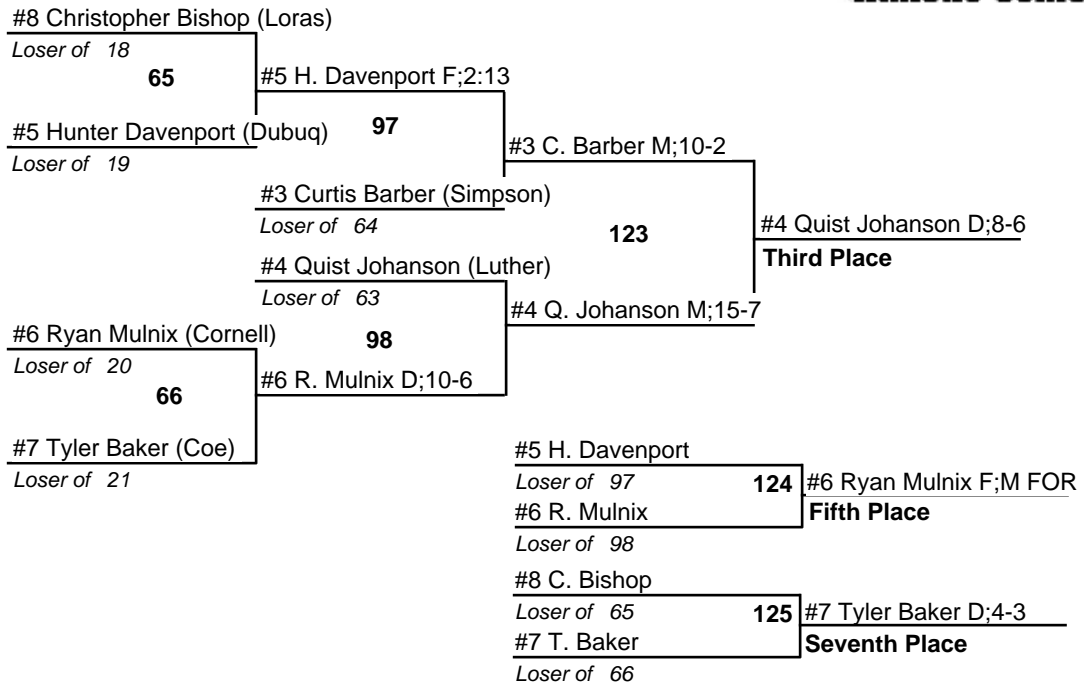 #8 Christopher Bishop (Loras)
Loser of 18
65
#5 H. Davenport F;2:13
#5 Hunter Davenport (Dubuq)
Loser of 19
97
#3 C. Barber M;10-2
#3 Curtis Barber (Simpson)
Loser of 64
123
#4 Quist Johanson D;8-6
Third Place
#4 Quist Johanson (Luther)
Loser of 63
#4 Q. Johanson M;15-7
#6 Ryan Mulnix (Cornell)
Loser of 20
98
66
#6 R. Mulnix D;10-6
#7 Tyler Baker (Coe)
Loser of 21
#5 H. Davenport
Loser of 97
124
#6 Ryan Mulnix F;M FOR
#6 R. Mulnix
Fifth Place
Loser of 98
#8 C. Bishop
Loser of 65
125
#7 Tyler Baker D;4-3
#7 T. Baker
Seventh Place
Loser of 66